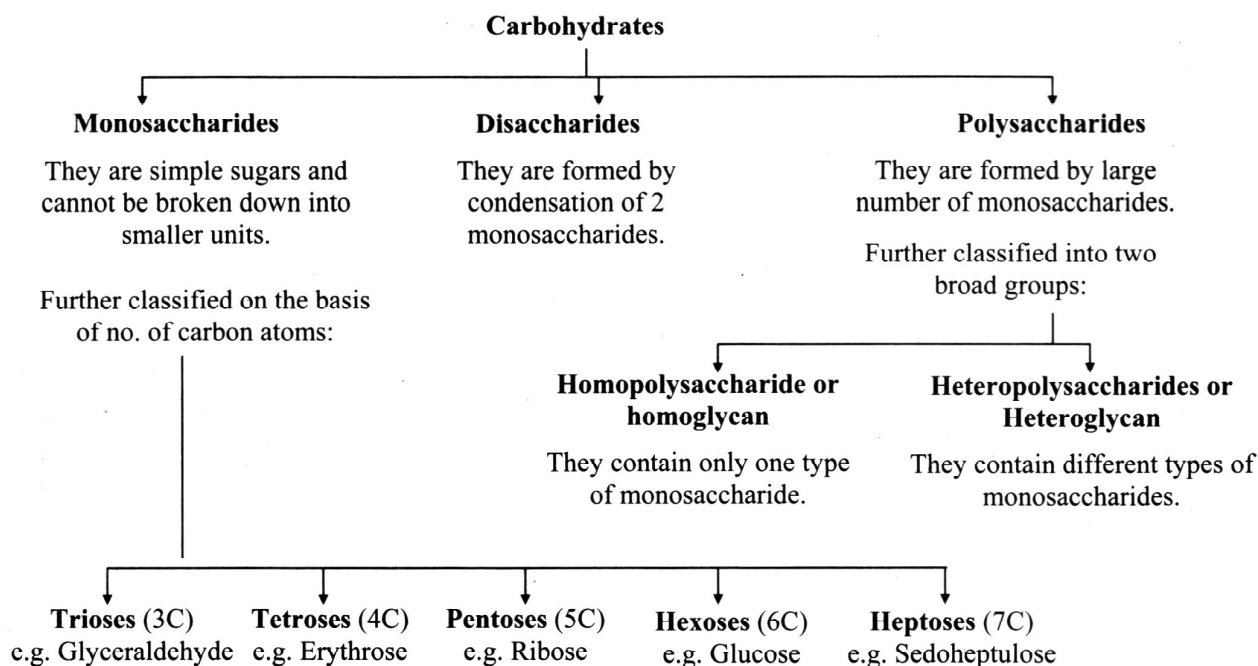 Carbohydrates
Monosaccharides
They are simple sugars and
cannot be broken down into
smaller units.
Further classified on the basis
of no. of carbon atoms:
Disaccharides
They are formed by
condensation of 2
monosaccharides.
Polysaccharides
They are formed by large
number of monosaccharides.
Further classified into two
broad groups:
Homopolysaccharide or
homoglycan
They contain only one type
of monosaccharide.
Heteropolysaccharides or
Heteroglycan
They contain different types of
monosaccharides.
Trioses (3C)
e.g. Glyceraldehyde
Tetroses (4C)
e.g. Erythrose
Pentoses (5C)
e.g. Ribose
Hexoses (6C)
e.g. Glucose
Heptoses (7C)
e.g. Sedoheptulose